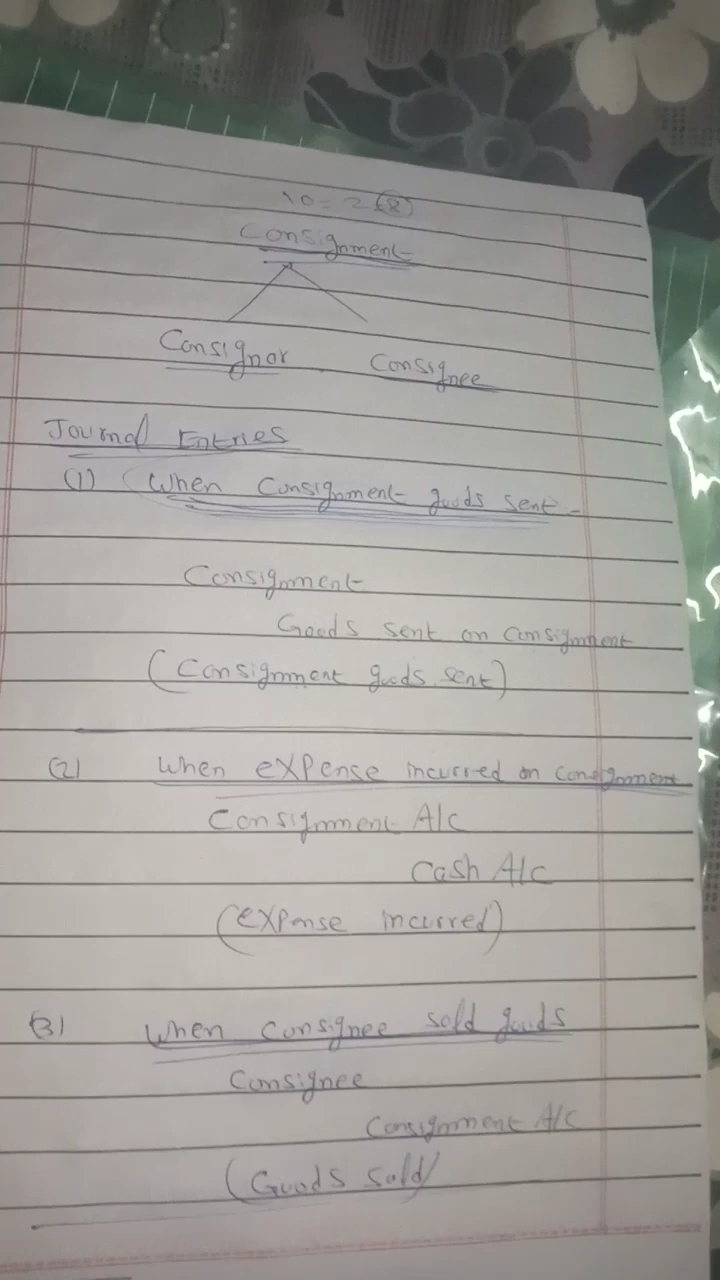 10 = 2 (8)
Consignment
Consignor Consignee
Journal Entries
(1) (When Consignment goods sent -
Consignment
Goods sent on Consignment
(Consignment goods sent)
(2) When eXPense incurred on Consignment
Consignment A/c
Cash A/c
(eXPense incurred)
(3) When Consignee sold goods
Consignee
Consignment A/c
(Goods sold)